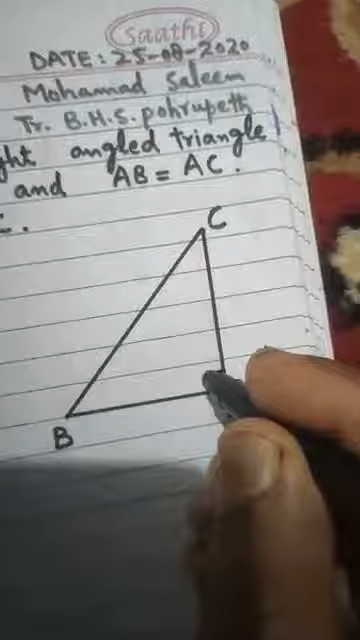 Saathi
DATE: 25-08-2020
Mohamad Saleem
Tr. B.H.S. pohrupeth
ght angled triangle
and AB = AC.
C
B